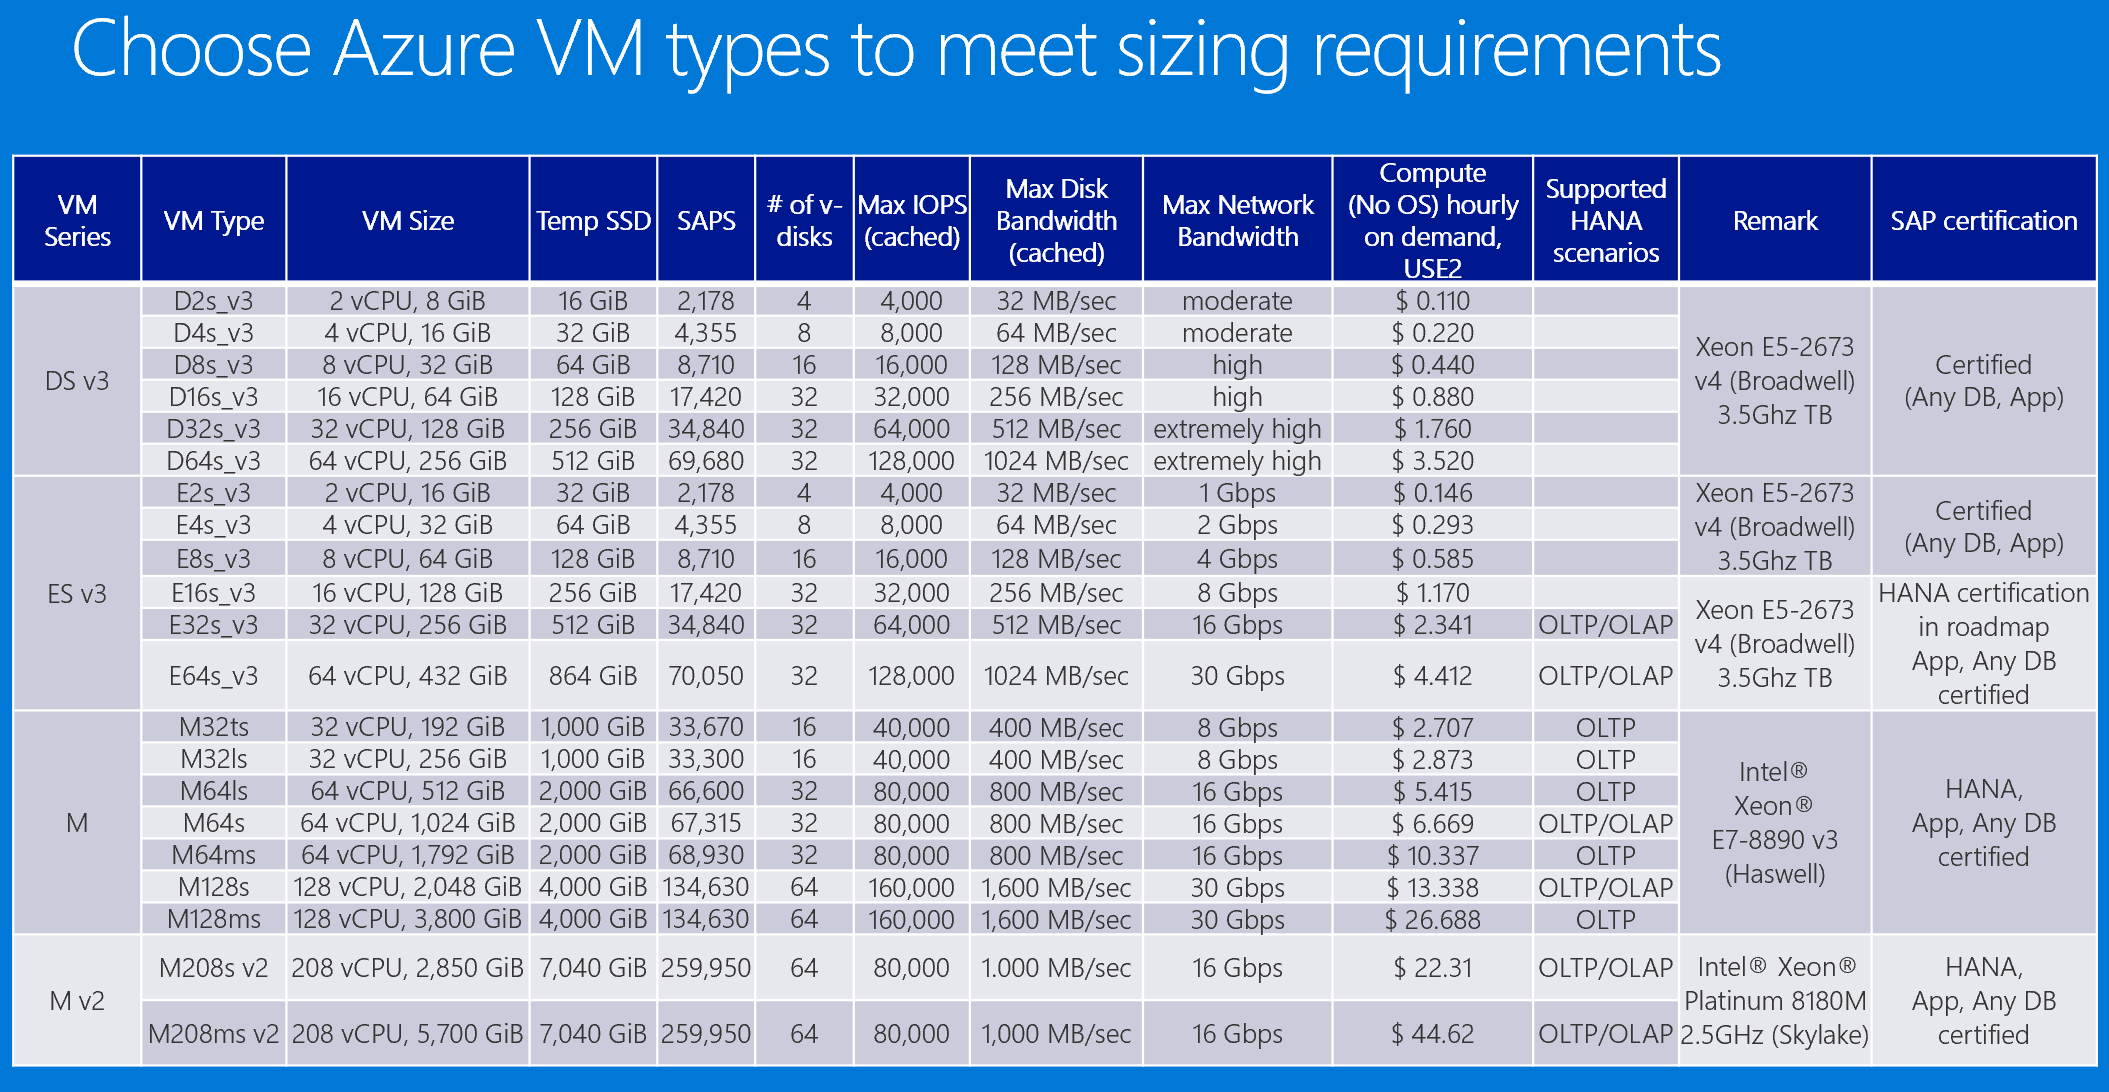 Choose Azure VM types to meet sizing requirements
VM Series VM Type VM Size Temp SSD SAPS # of v-disks Max IOPS (cached) Max Disk Bandwidth (cached) Max Network Bandwidth Compute (No OS) hourly on demand, USE2 Supported HANA scenarios Remark SAP certification
DS v3
D2s_v3 2 vCPU, 8 GiB 16 GiB 2,178 4 4,000 32 MB/sec moderate $ 0.110
D4s_v3 4 vCPU, 16 GiB 32 GiB 4,355 8 8,000 64 MB/sec moderate $ 0.220
D8s_v3 8 vCPU, 32 GiB 64 GiB 8,710 16 16,000 128 MB/sec high $ 0.440
D16s_v3 16 vCPU, 64 GiB 128 GiB 17,420 32 32,000 256 MB/sec high $ 0.880
D32s_v3 32 vCPU, 128 GiB 256 GiB 34,840 32 64,000 512 MB/sec extremely high $ 1.760
D64s_v3 64 vCPU, 256 GiB 512 GiB 69,680 32 128,000 1024 MB/sec extremely high $ 3.520
Xeon E5-2673
v4 (Broadwell)
3.5Ghz TB
Certified
(Any DB, App)
ES v3
E2s_v3 2 vCPU, 16 GiB 32 GiB 2,178 4 4,000 32 MB/sec 1 Gbps $ 0.146
E4s_v3 4 vCPU, 32 GiB 64 GiB 4,355 8 8,000 64 MB/sec 2 Gbps $ 0.293
E8s_v3 8 vCPU, 64 GiB 128 GiB 8,710 16 16,000 128 MB/sec 4 Gbps $ 0.585
Xeon E5-2673
v4 (Broadwell)
3.5Ghz TB
Certified
(Any DB, App)
E16s_v3 16 vCPU, 128 GiB 256 GiB 17,420 32 32,000 256 MB/sec 8 Gbps $ 1.170
E32s_v3 32 vCPU, 256 GiB 512 GiB 34,840 32 64,000 512 MB/sec 16 Gbps $ 2.341 OLTP/OLAP
E64s_v3 64 vCPU, 432 GiB 864 GiB 70,050 32 128,000 1024 MB/sec 30 Gbps $ 4.412 OLTP/OLAP
Xeon E5-2673
v4 (Broadwell)
3.5Ghz TB
HANA certification
in roadmap
App, Any DB
certified
M
M32ts 32 vCPU, 192 GiB 1,000 GiB 33,670 16 40,000 400 MB/sec 8 Gbps $ 2.707 OLTP
M32ls 32 vCPU, 256 GiB 1,000 GiB 33,300 16 40,000 400 MB/sec 8 Gbps $ 2.873 OLTP
M64ls 64 vCPU, 512 GiB 2,000 GiB 66,600 32 80,000 800 MB/sec 16 Gbps $ 5.415 OLTP
M64s 64 vCPU, 1,024 GiB 2,000 GiB 67,315 32 80,000 800 MB/sec 16 Gbps $ 6.669 OLTP/OLAP
M64ms 64 vCPU, 1,792 GiB 2,000 GiB 68,930 32 80,000 800 MB/sec 16 Gbps $ 10.337 OLTP
M128s 128 vCPU, 2,048 GiB 4,000 GiB 134,630 64 160,000 1,600 MB/sec 30 Gbps $ 13.338 OLTP/OLAP
M128ms 128 vCPU, 3,800 GiB 4,000 GiB 134,630 64 160,000 1,600 MB/sec 30 Gbps $ 26.688 OLTP
Intel®
Xeon®
E7-8890 v3
(Haswell)
HANA,
App, Any DB
certified
M v2
M208s v2 208 vCPU, 2,850 GiB 7,040 GiB 259,950 64 80,000 1.000 MB/sec 16 Gbps $ 22.31 OLTP/OLAP
M208ms v2 208 vCPU, 5,700 GiB 7,040 GiB 259,950 64 80,000 1,000 MB/sec 16 Gbps $ 44.62 OLTP/OLAP
Intel® Xeon®
Platinum 8180M
2.5GHz (Skylake)
HANA,
App, Any DB
certified